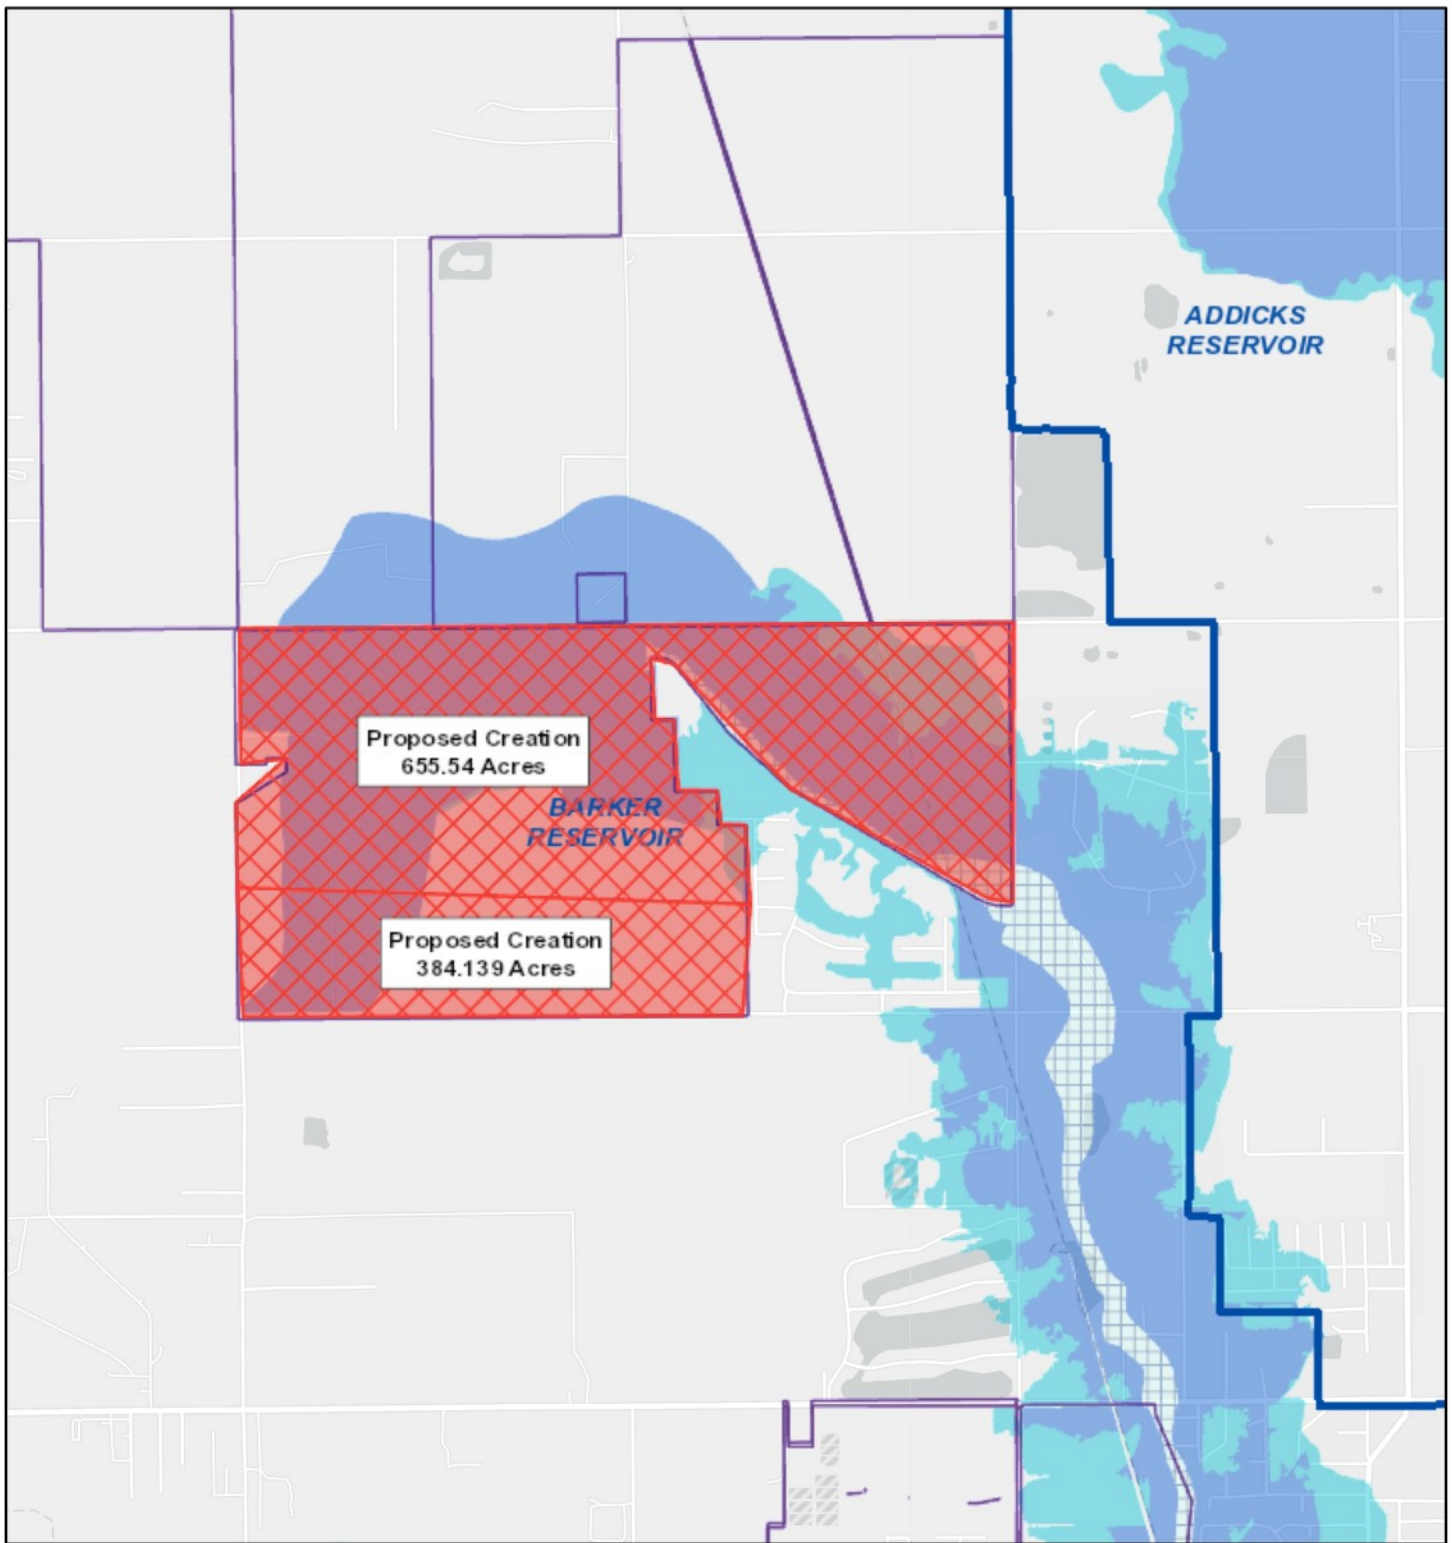 ADDICKS
RESERVOIR
Proposed Creation
655.54 Acres
BARKER
RESERVOIR
Proposed Creation
384.139 Acres